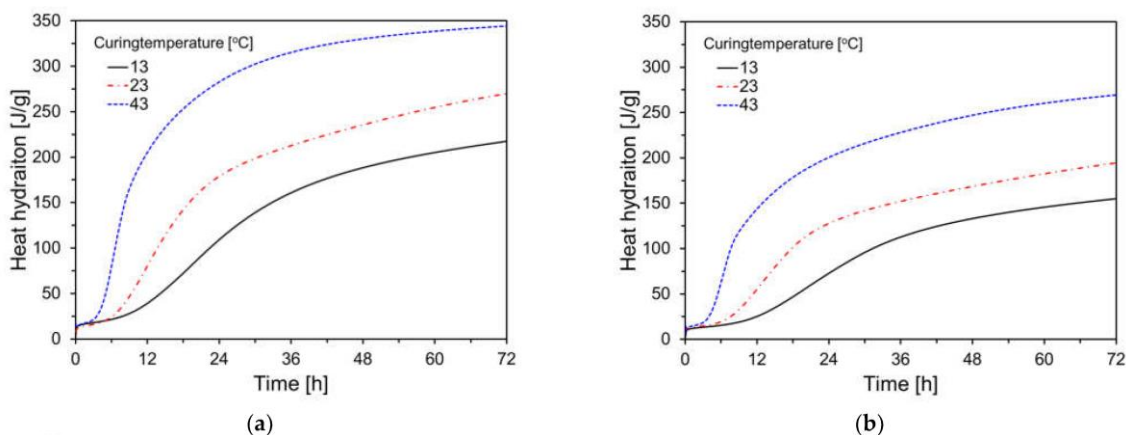 350
300
250
200
150
100
50
0
Heat hydraiton [J/g]
Curingtemperature [°C]
13
23
43
0 12 24 36 48 60 72
Time [h]
(a)
350
300
250
200
150
100
50
0
Heat hydraiton [J/g]
Curingtemperature [°C]
13
23
43
0 12 24 36 48 60 72
Time [h]
(b)